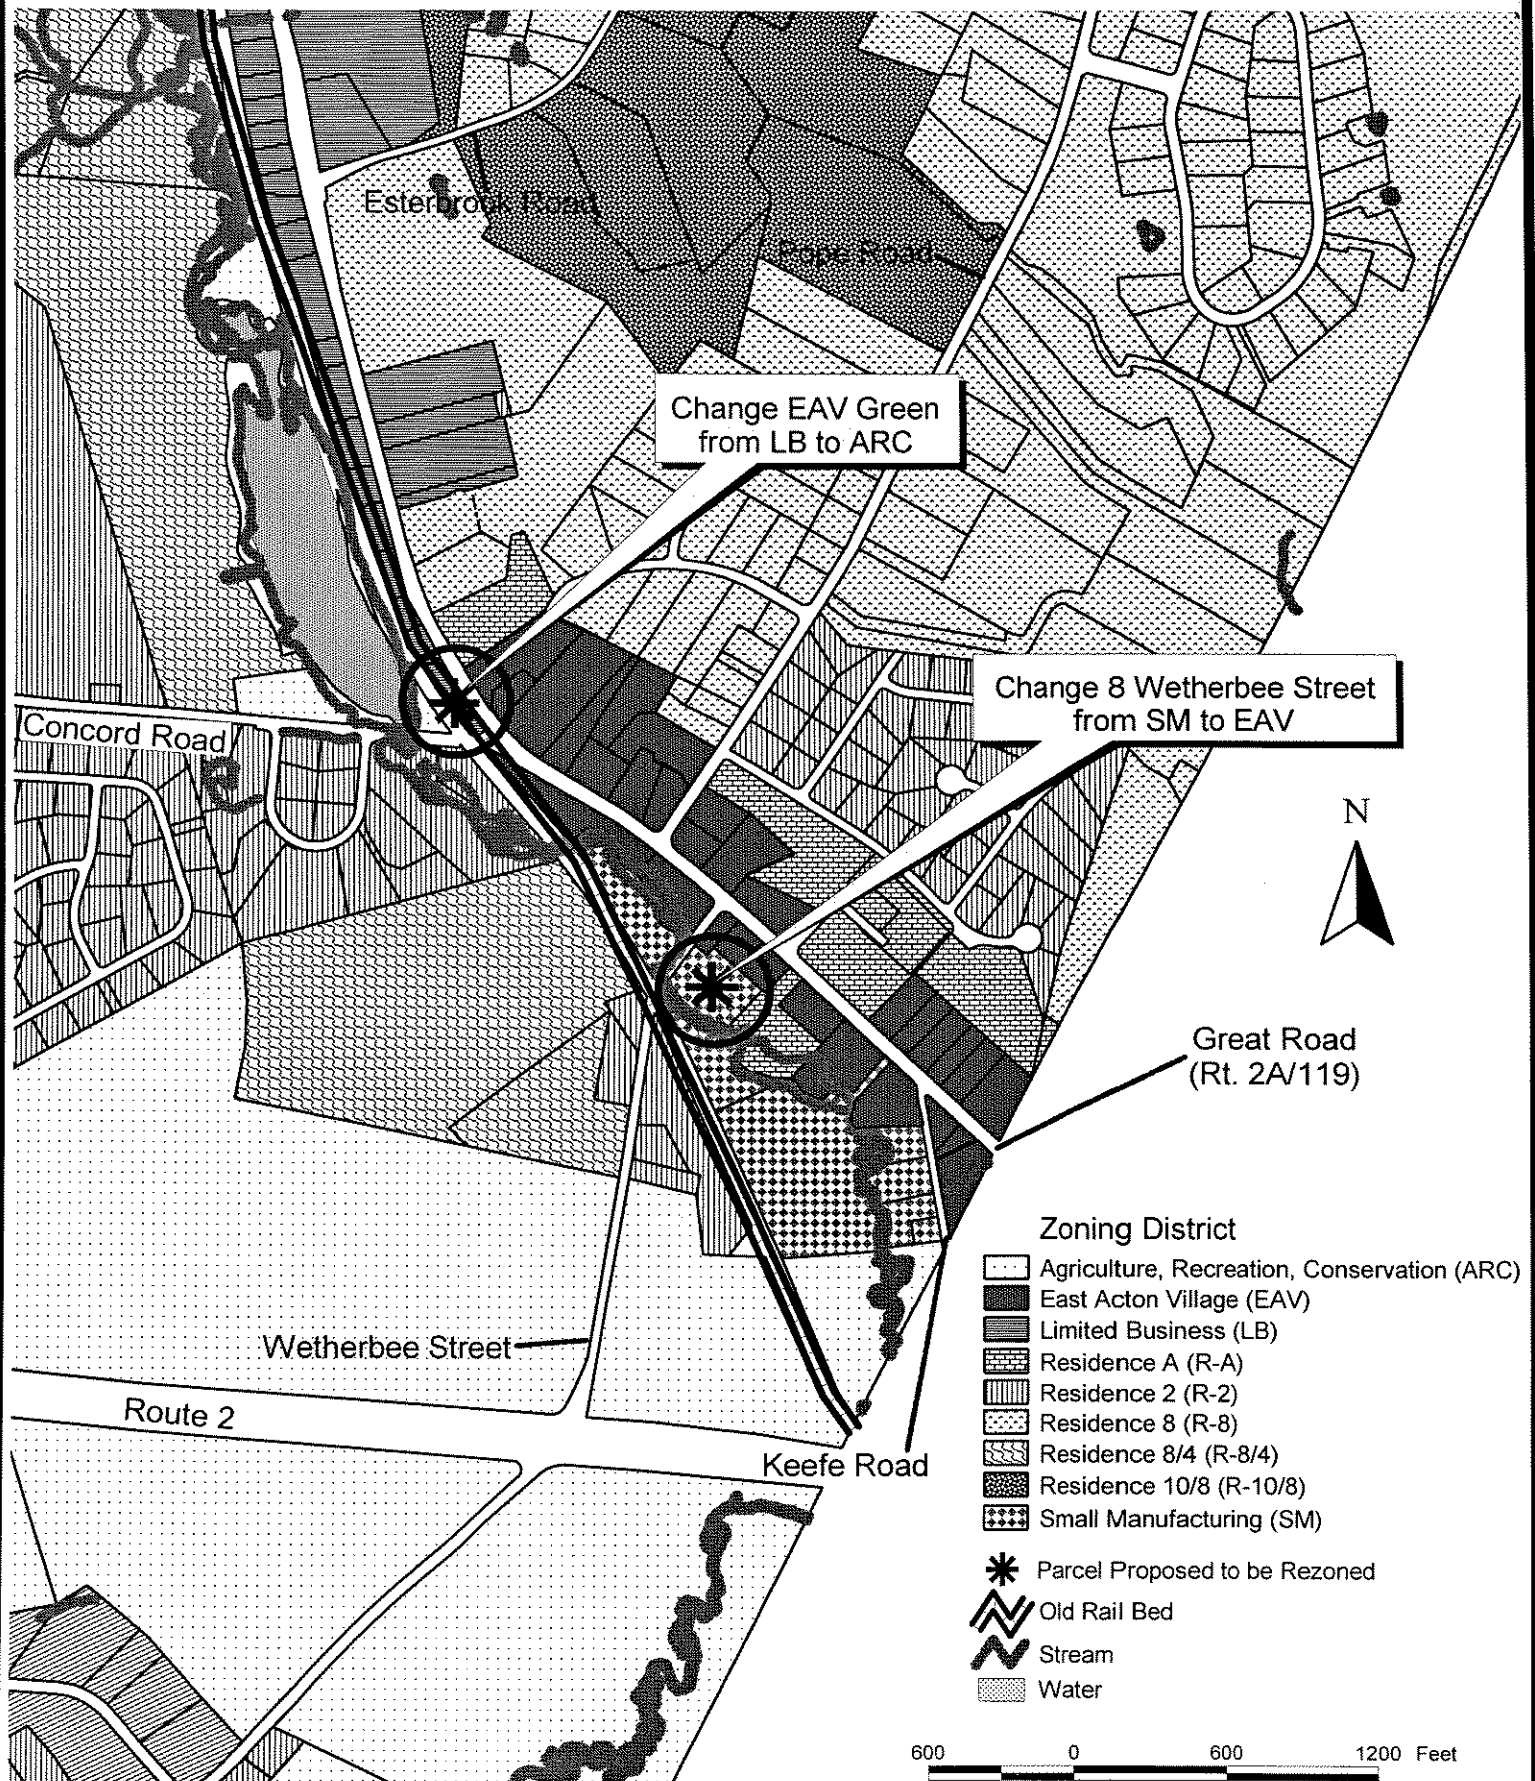 Esterbrook Road
Pope Road
Change EAV Green
from LB to ARC
Change 8 Wetherbee Street
from SM to EAV
Concord Road
N
Great Road
(Rt. 2A/119)
Zoning District
Agriculture, Recreation, Conservation (ARC)
East Acton Village (EAV)
Limited Business (LB)
Residence A (R-A)
Residence 2 (R-2)
Residence 8 (R-8)
Residence 8/4 (R-8/4)
Residence 10/8 (R-10/8)
Small Manufacturing (SM)
Parcel Proposed to be Rezoned
Old Rail Bed
Stream
Water
Wetherbee Street
Route 2
Keefe Road
600 0 600 1200 Feet